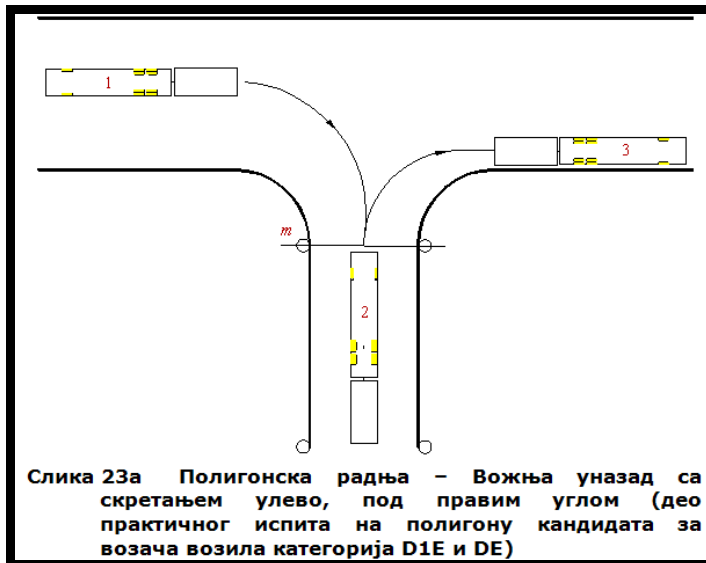 1
3
m
2
Слика 23а Полигонска радња – Вожња уназад са
скретањем улево, под правим углом (део
практичног испита на полигону кандидата за
возача возила категорија D1E и DE)